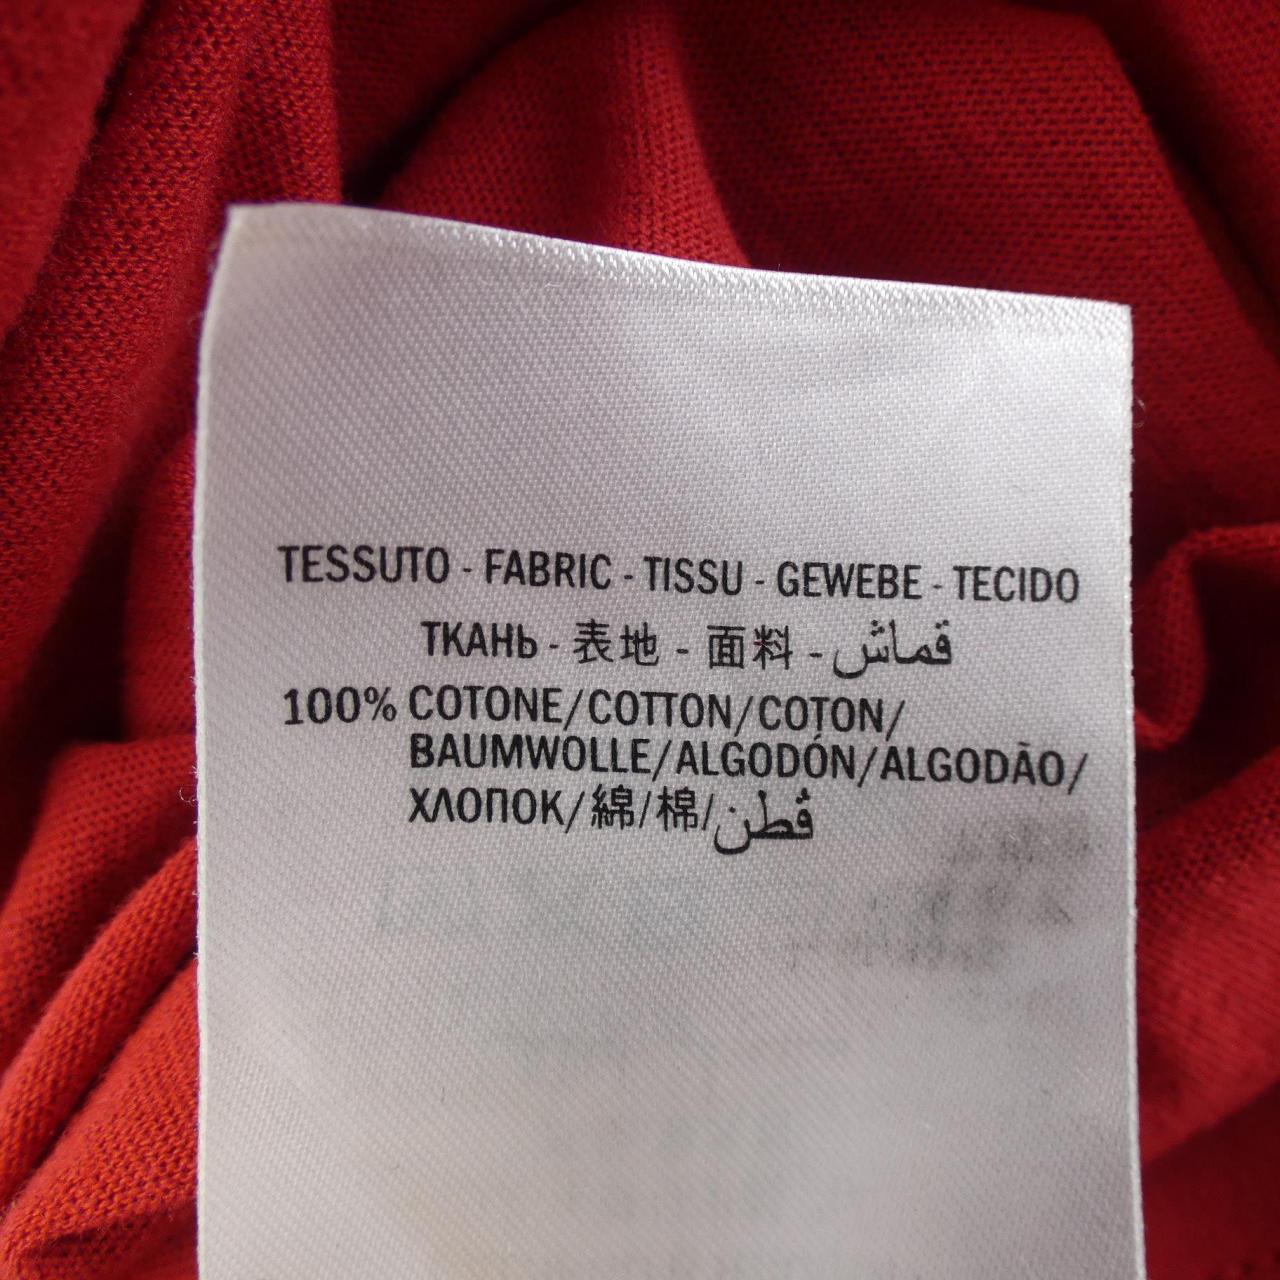 TESSUTO - FABRIC - TISSU - GEWEBE - TECIDO
ТКАНЬ - 表地 - 面料 - قماش
100% COTONE/COTTON/COTON/
BAUMWOLLE/ALGODÓN/ALGODÃO/
ХЛОПОК/綿/棉/قطن